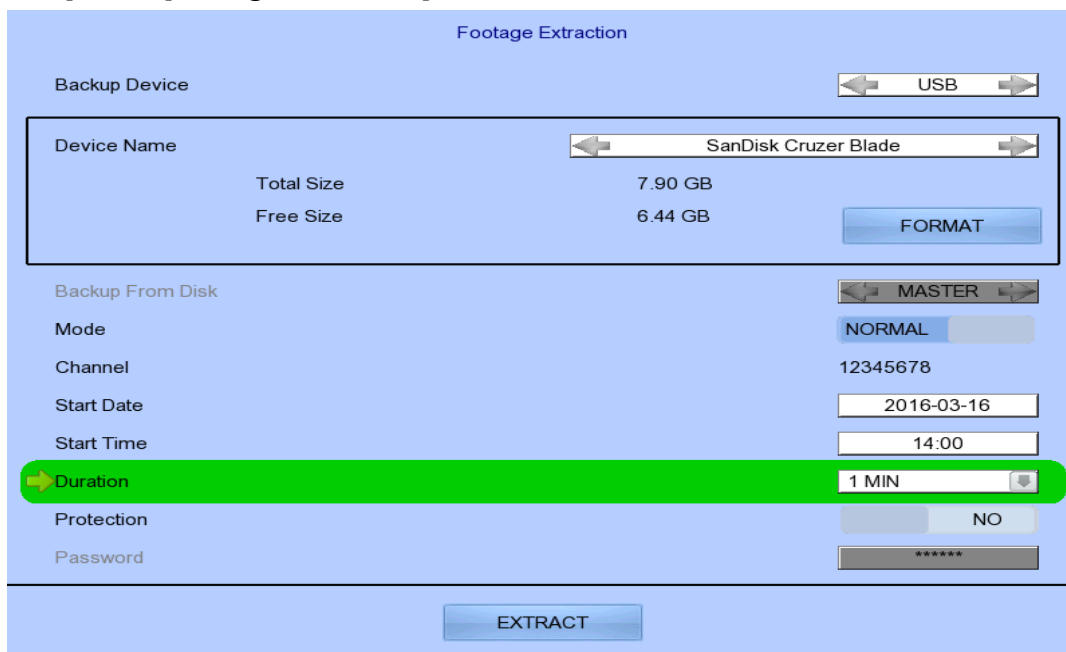 Footage Extraction
Backup Device USB
Device Name SanDisk Cruzer Blade
Total Size 7.90 GB
Free Size 6.44 GB
FORMAT
Backup From Disk MASTER
Mode NORMAL
Channel 12345678
Start Date 2016-03-16
Start Time 14:00
Duration 1 MIN
Protection NO
Password ******
EXTRACT